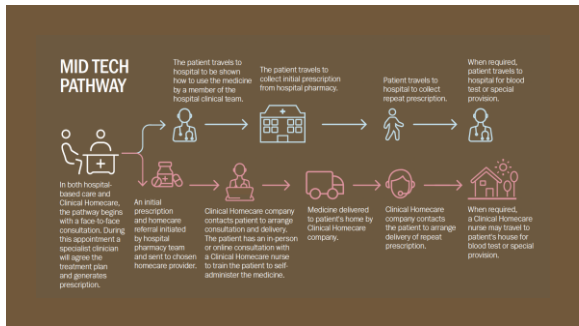 MID TECH
PATHWAY
The patient travels to
hospital to be shown
how to use the medicine
by a member of the
hospital clinical team.
The patient travels to
collect initial prescription
from hospital pharmacy.
Patient travels
to hospital to collect
repeat prescription.
When required,
patient travels to
hospital for blood
test or special
provision.
In both hospital-
based care and
Clinical Homecare,
the pathway begins
with a face-to-face
consultation. During
this appointment a
specialist clinician
will agree the
treatment plan
and generates
prescription.
An initial
prescription
and homecare
referral initiated
by hospital
pharmacy team
and sent to chosen
homecare provider.
Clinical Homecare company
contacts patient to arrange
consultation and delivery.
The patient has an in-person
or online consultation with
a Clinical Homecare nurse
to train the patient to self-
administer the medicine.
Medicine delivered
to patient's home by
Clinical Homecare
company.
Clinical Homecare
company contacts
the patient to arrange
delivery of repeat
prescription.
When required,
a Clinical Homecare
nurse may travel to
patient's house for
blood test or special
provision.